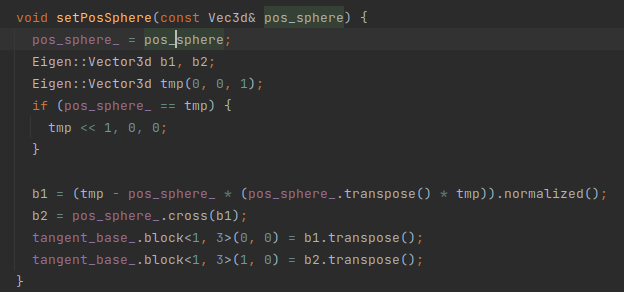 void setPosSphere(const Vec3d& pos_sphere) {
  pos_sphere_ = pos_sphere;
  Eigen::Vector3d b1, b2;
  Eigen::Vector3d tmp(0, 0, 1);
  if (pos_sphere_ == tmp) {
    tmp << 1, 0, 0;
  }

  b1 = (tmp - pos_sphere_ * (pos_sphere_.transpose() * tmp)).normalized();
  b2 = pos_sphere_.cross(b1);
  tangent_base_.block<1, 3>(0, 0) = b1.transpose();
  tangent_base_.block<1, 3>(1, 0) = b2.transpose();
}